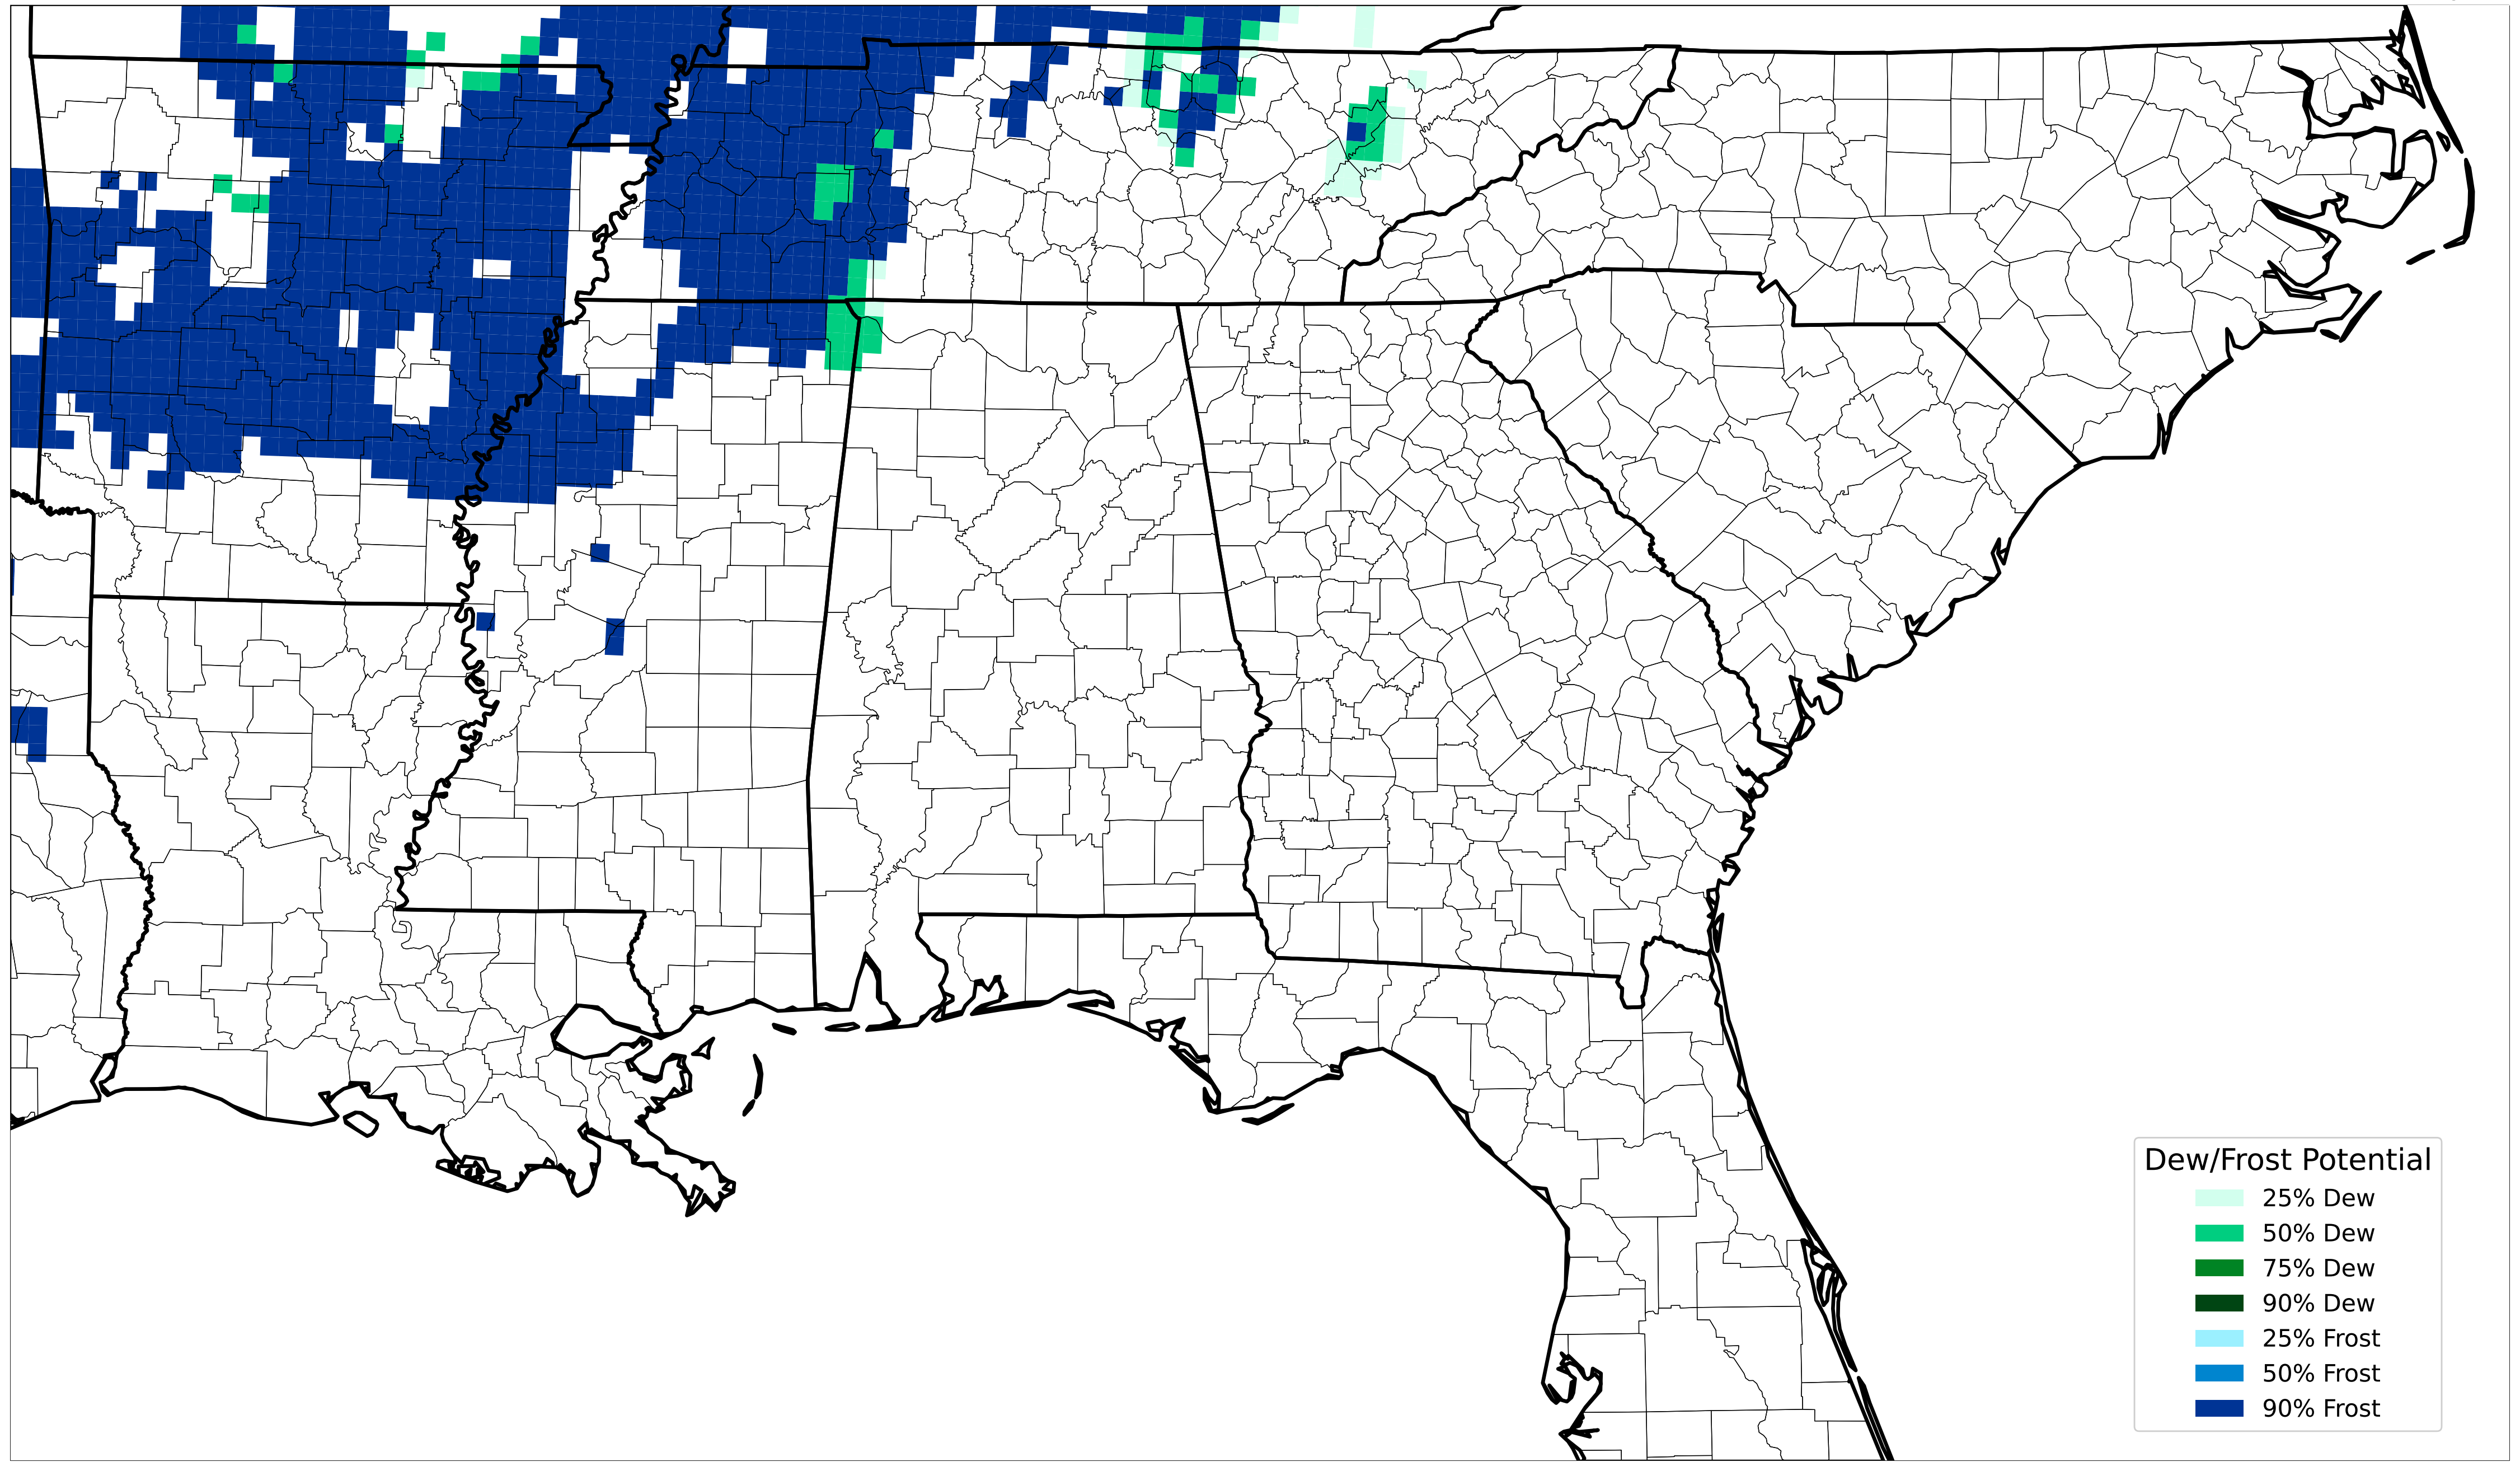 Dew/Frost Potential
25% Dew
50% Dew
75% Dew
90% Dew
25% Frost
50% Frost
90% Frost